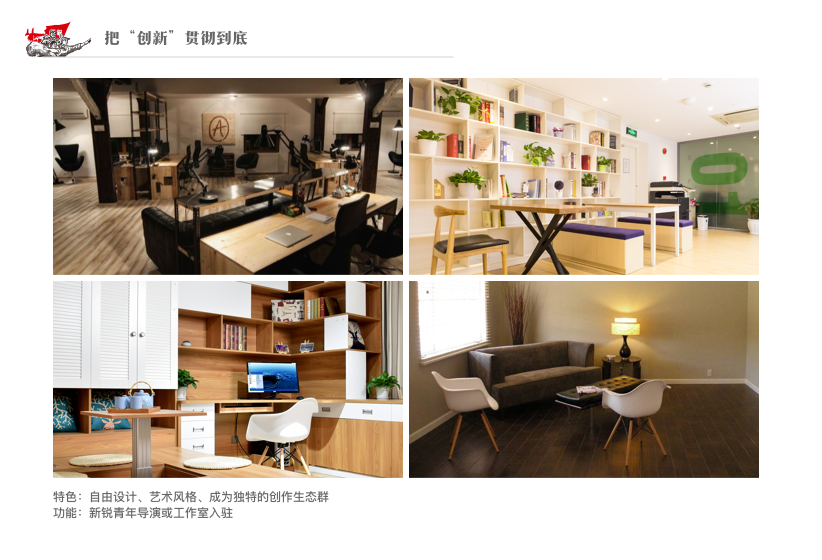 把“创新”贯彻到底
特色：自由设计、艺术风格、成为独特的创作生态群
功能：新锐青年导演或工作室入驻